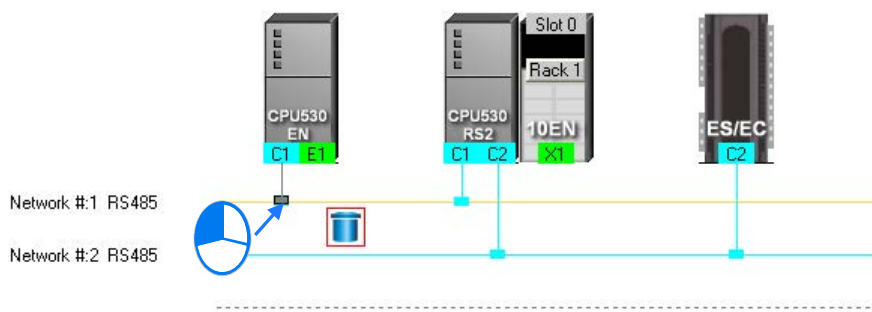 Slot 0
Rack 1
CPU530
EN
C1 E1
CPU530
RS2
C1 C2
10EN
X1
ES/EC
C2
Network #:1 RS485
Network #:2 RS485